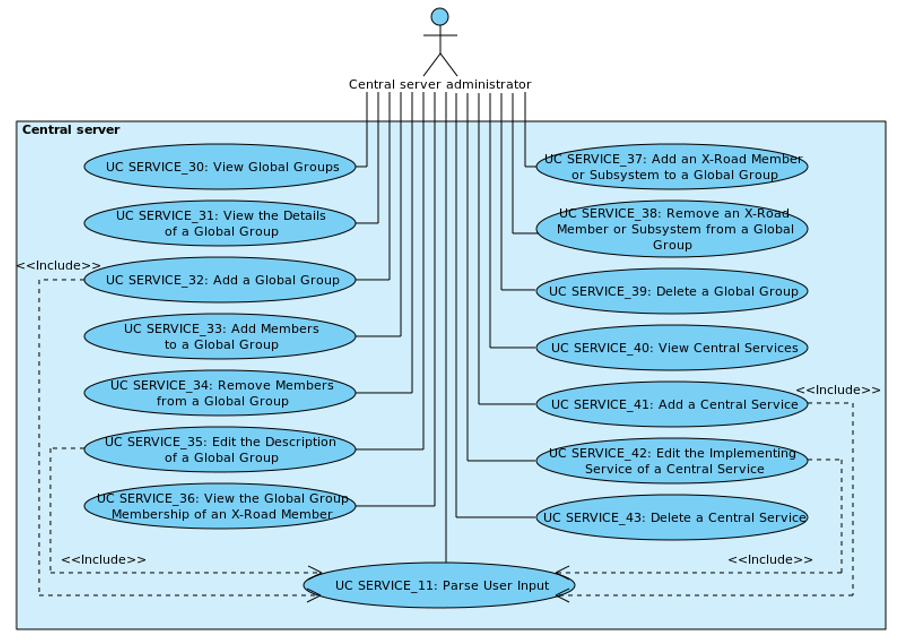 Central server administrator
Central server
UC SERVICE_30: View Global Groups
UC SERVICE_31: View the Details
of a Global Group
<<Include>>
UC SERVICE_32: Add a Global Group
UC SERVICE_33: Add Members
to a Global Group
UC SERVICE_34: Remove Members
from a Global Group
UC SERVICE_35: Edit the Description
of a Global Group
UC SERVICE_36: View the Global Group
Membership of an X-Road Member
<<Include>>
UC SERVICE_37: Add an X-Road Member
or Subsystem to a Global Group
UC SERVICE_38: Remove an X-Road
Member or Subsystem from a Global
Group
UC SERVICE_39: Delete a Global Group
UC SERVICE_40: View Central Services
<<Include>>
UC SERVICE_41: Add a Central Service
UC SERVICE_42: Edit the Implementing
Service of a Central Service
UC SERVICE_43: Delete a Central Service
<<Include>>
UC SERVICE_11: Parse User Input